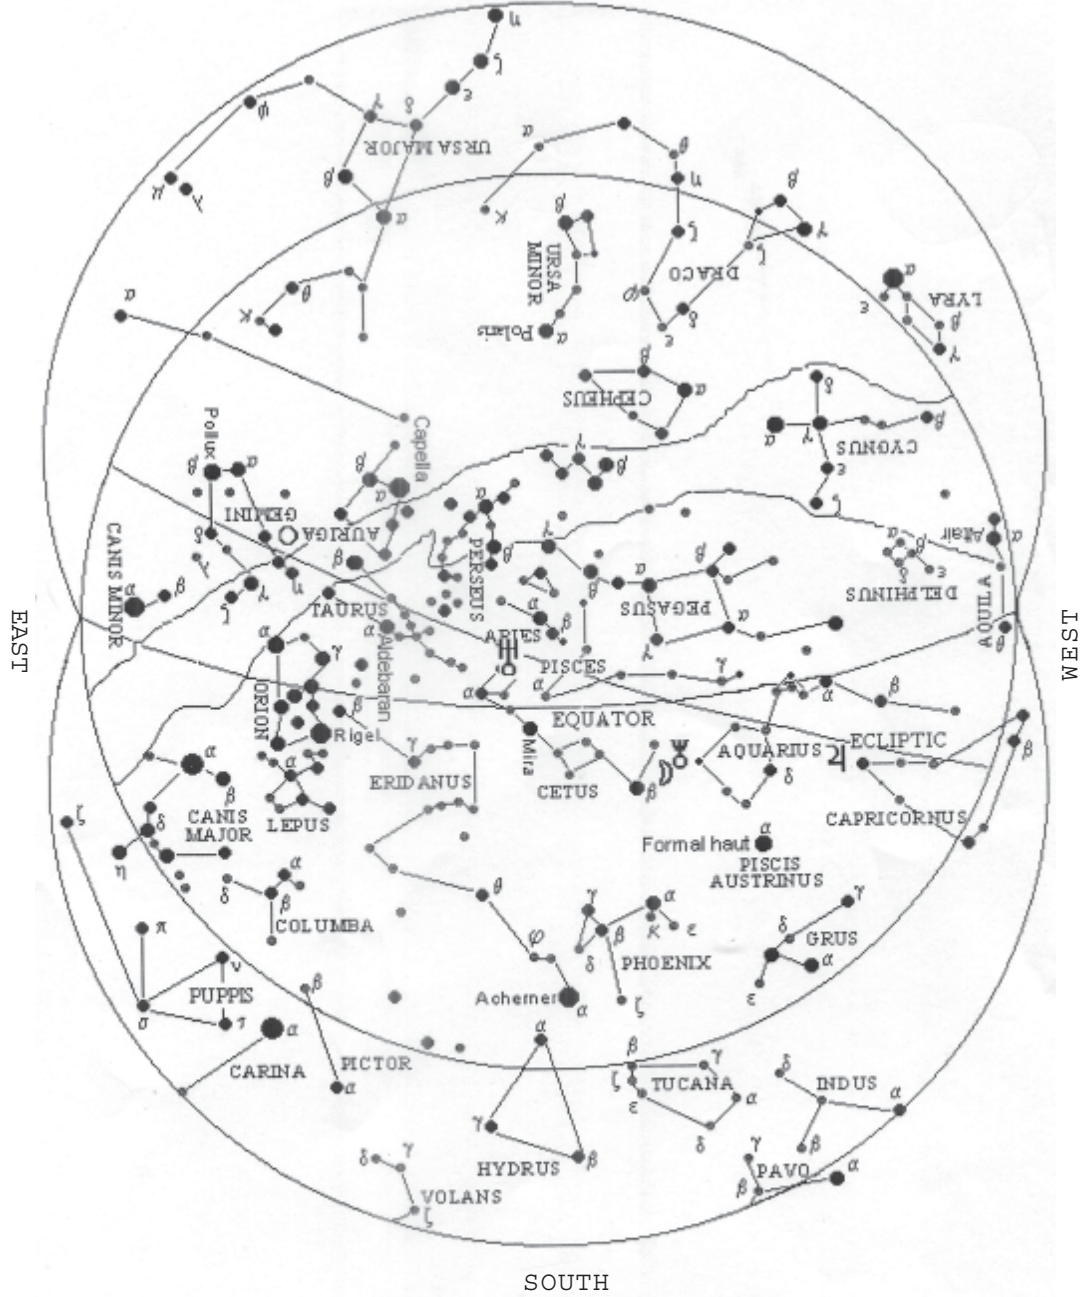 η
ζ
ε
δ
γ
ψ
URSA MAJOR
α
θ
η
β
μ
λ
β
α
κ
β
ζ
β
γ
ζ
DRACO
URSA
MINOR
α
θ
κ
φ
δ
ε
LYRA
α
ε
β
γ
Polaris
α
β
CEPHEUS
α
δ
CYGNUS
α
γ
β
ε
ζ
Pollux
β
α
Capella
β
α
γ
β
GEMINI
AURIGA
α
PERSEUS
β
γ
α
Altair
α
δ
λ
β
β
β
β
δ
ε
DELPHINUS
CANIS MINOR
α
β
ζ
γ
η
TAURUS
α
Aldebaran
α
β
ARIES
PEGASUS
α
γ
AQUILA
θ
EAST
WEST
α
γ
ORION
β
Rigel
PISCES
α
α
γ
α
β
EQUATOR
ECLIPTIC
β
Mira
AQUARIUS
δ
α
β
CANIS
MAJOR
δ
η
ζ
α
LEPUS
γ
ERIDANUS
CETUS
β
CAPRICORNUS
α
Formal haut
PISCIS
AUSTRINUS
δ
α
β
COLUMBA
θ
γ
α
β
κ
ε
δ
PHOENIX
γ
δ
GRUS
α
ε
π
ν
PUPPIS
σ
τ
β
φ
Acherner
α
ζ
α
CARINA
PICTOR
α
α
γ
HYDRUS
β
β
γ
ζ
TUCANA
ε
α
δ
δ
INDUS
α
β
δ
γ
VOLANS
ζ
γ
PAVO
α
β
SOUTH